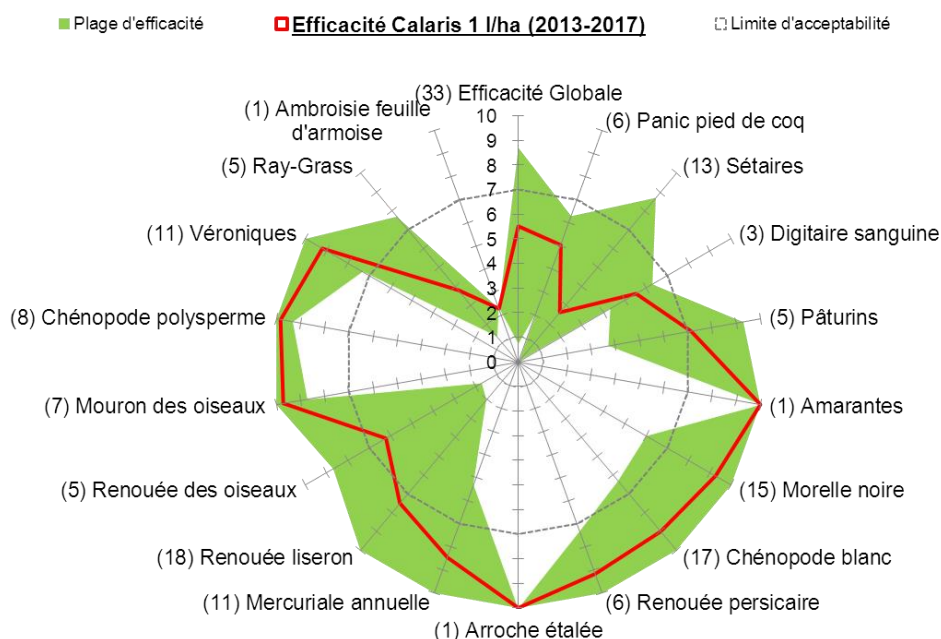 Plage d'efficacité
Efficacité Calaris 1 l/ha (2013-2017)
Limite d'acceptabilité
(33) Efficacité Globale
(6) Panic pied de coq
(13) Sétaires
(3) Digitaire sanguine
(5) Pâturins
(1) Amarantes
(15) Morelle noire
(17) Chénopode blanc
(6) Renouée persicaire
(1) Arroche étalée
(11) Mercuriale annuelle
(18) Renouée liseron
(5) Renouée des oiseaux
(7) Mouron des oiseaux
(8) Chénopode polysperme
(11) Véroniques
(5) Ray-Grass
(1) Ambroisie feuille
d'armoise
10
9
8
7
6
5
4
3
2
1
0